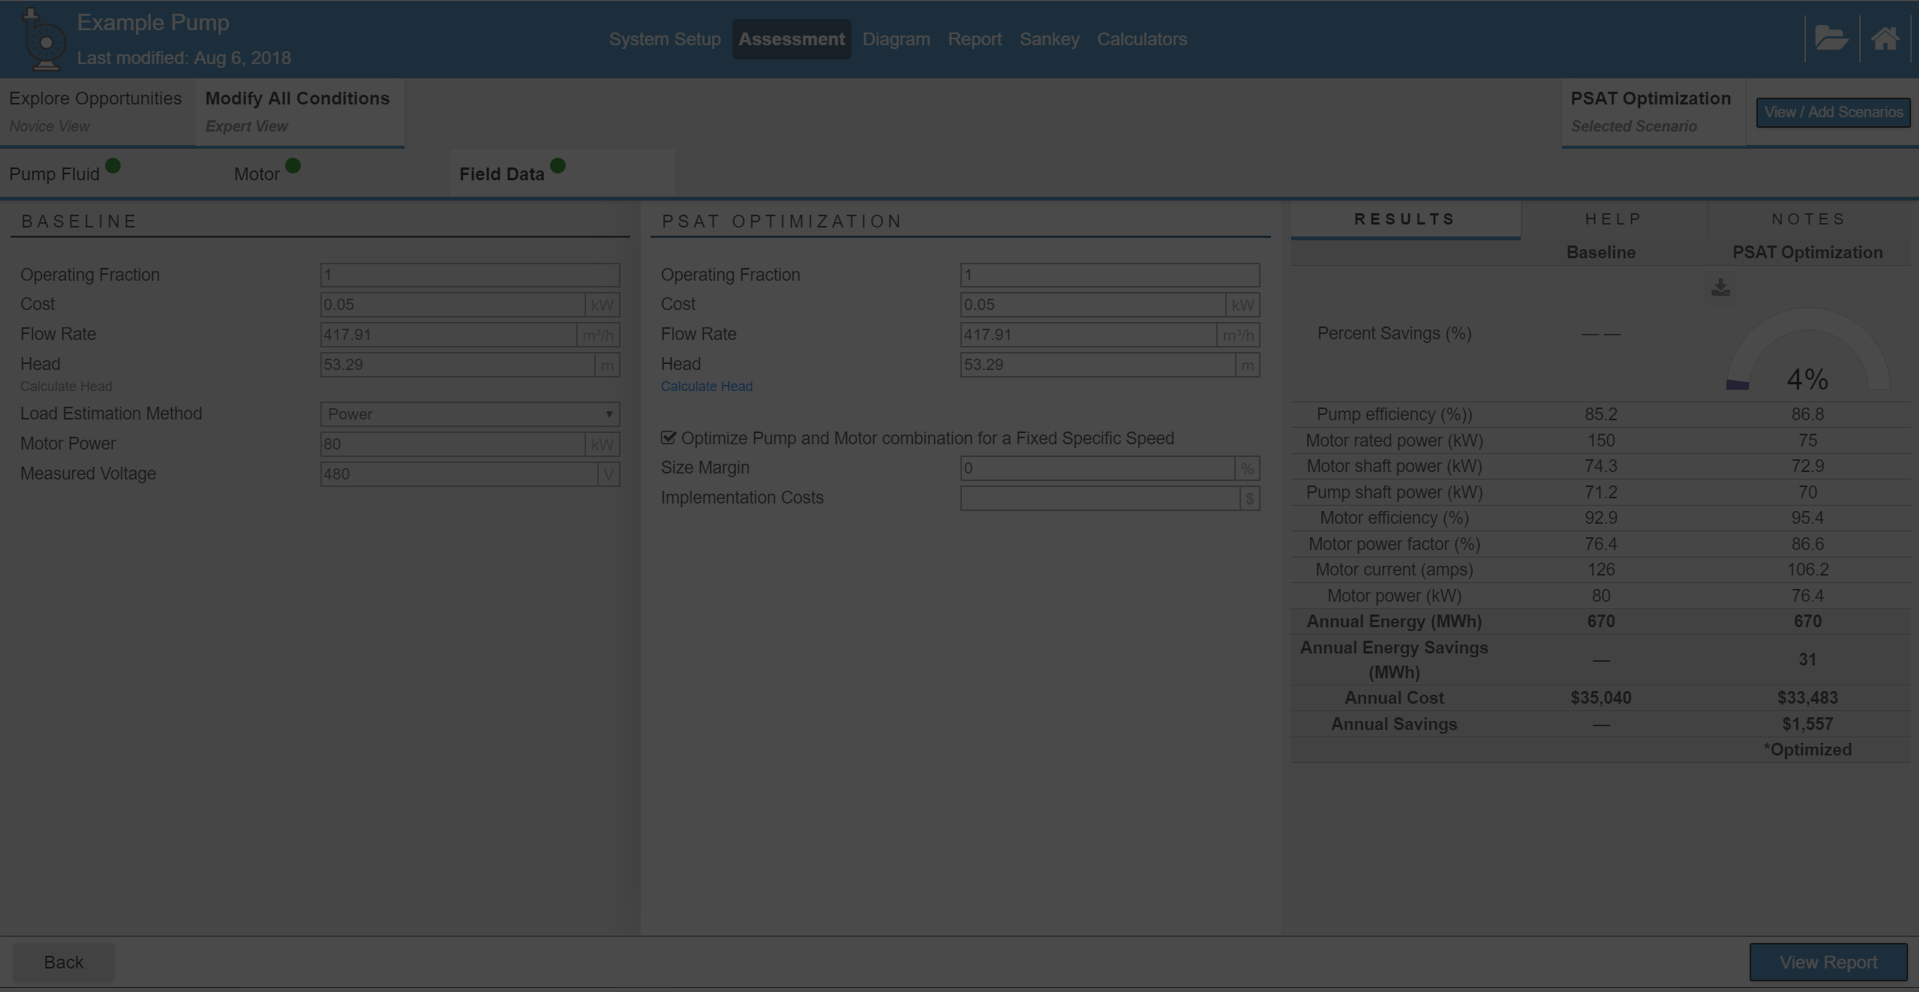 Example Pump
Last modified: Aug 6, 2018
System Setup Assessment Diagram Report Sankey Calculators
Explore Opportunities
Novice View
Modify All Conditions
Expert View
PSAT Optimization
Selected Scenario
View / Add Scenarios
Pump Fluid Motor Field Data
BASELINE
Operating Fraction 1
Cost 0.05 kW
Flow Rate 417.91 m³/h
Head 53.29 m
Calculate Head
Load Estimation Method Power
Motor Power 80 kW
Measured Voltage 480 V
PSAT OPTIMIZATION
Operating Fraction 1
Cost 0.05 kW
Flow Rate 417.91 m³/h
Head 53.29 m
Calculate Head
Optimize Pump and Motor combination for a Fixed Specific Speed
Size Margin 0 %
Implementation Costs $
RESULTS HELP NOTES
Baseline PSAT Optimization
Percent Savings (%) — — 4%
Pump efficiency (%)) 85.2 86.8
Motor rated power (kW) 150 75
Motor shaft power (kW) 74.3 72.9
Pump shaft power (kW) 71.2 70
Motor efficiency (%) 92.9 95.4
Motor power factor (%) 76.4 86.6
Motor current (amps) 126 106.2
Motor power (kW) 80 76.4
Annual Energy (MWh) 670 670
Annual Energy Savings
(MWh) — 31
Annual Cost $35,040 $33,483
Annual Savings — $1,557
*Optimized
Back
View Report